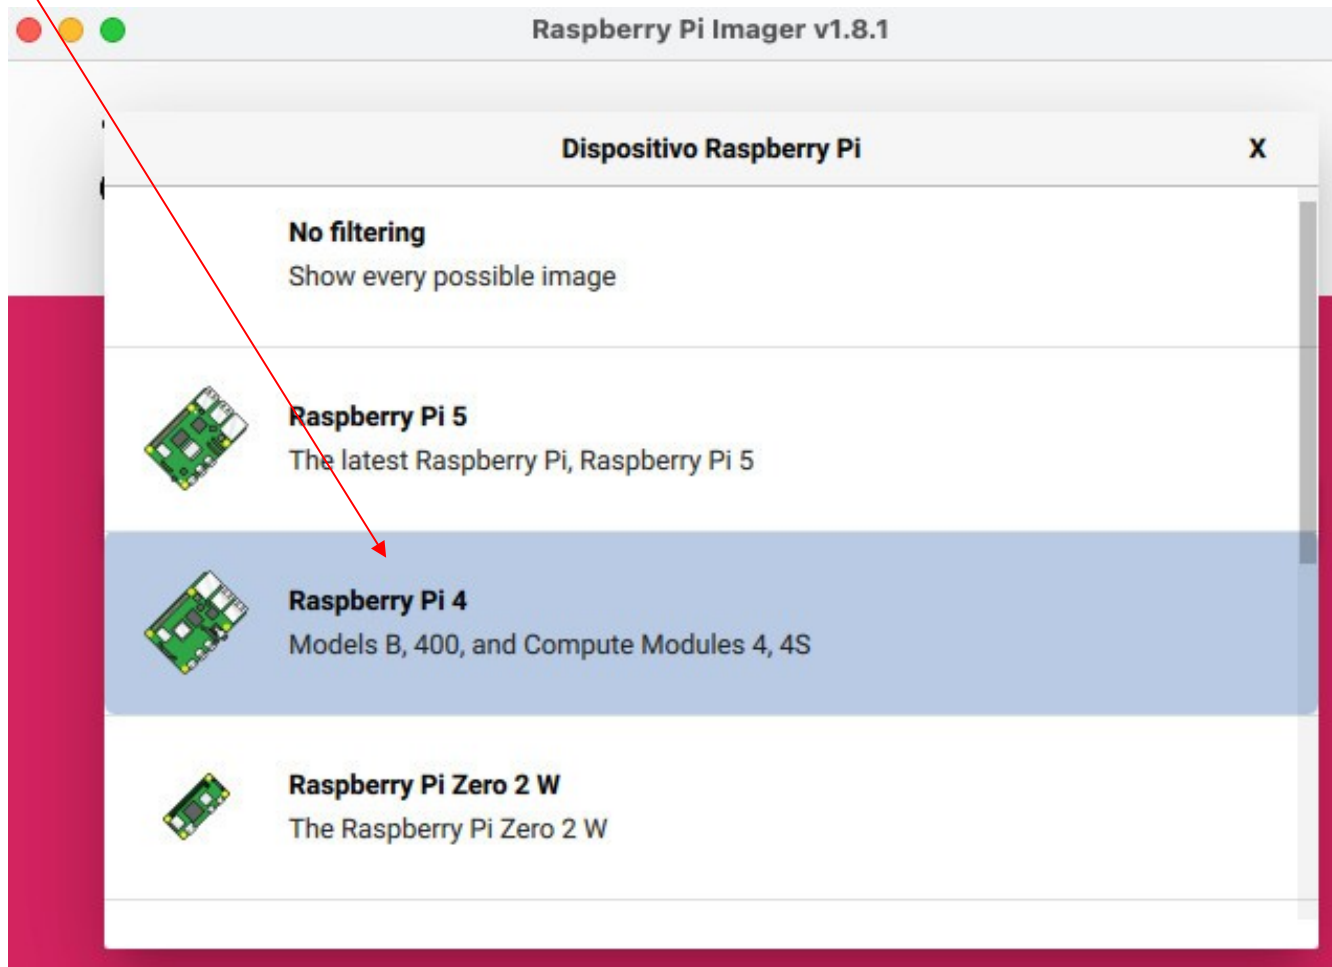 Raspberry Pi Imager v1.8.1
Dispositivo Raspberry Pi X
No filtering
Show every possible image
Raspberry Pi 5
The latest Raspberry Pi, Raspberry Pi 5
Raspberry Pi 4
Models B, 400, and Compute Modules 4, 4S
Raspberry Pi Zero 2 W
The Raspberry Pi Zero 2 W